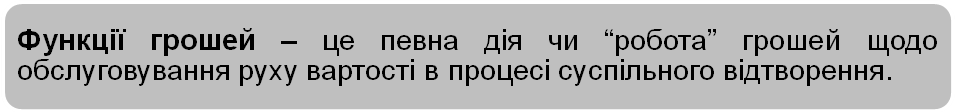 Функції грошей – це певна дія чи “робота” грошей щодо
обслуговування руху вартості в процесі суспільного відтворення.